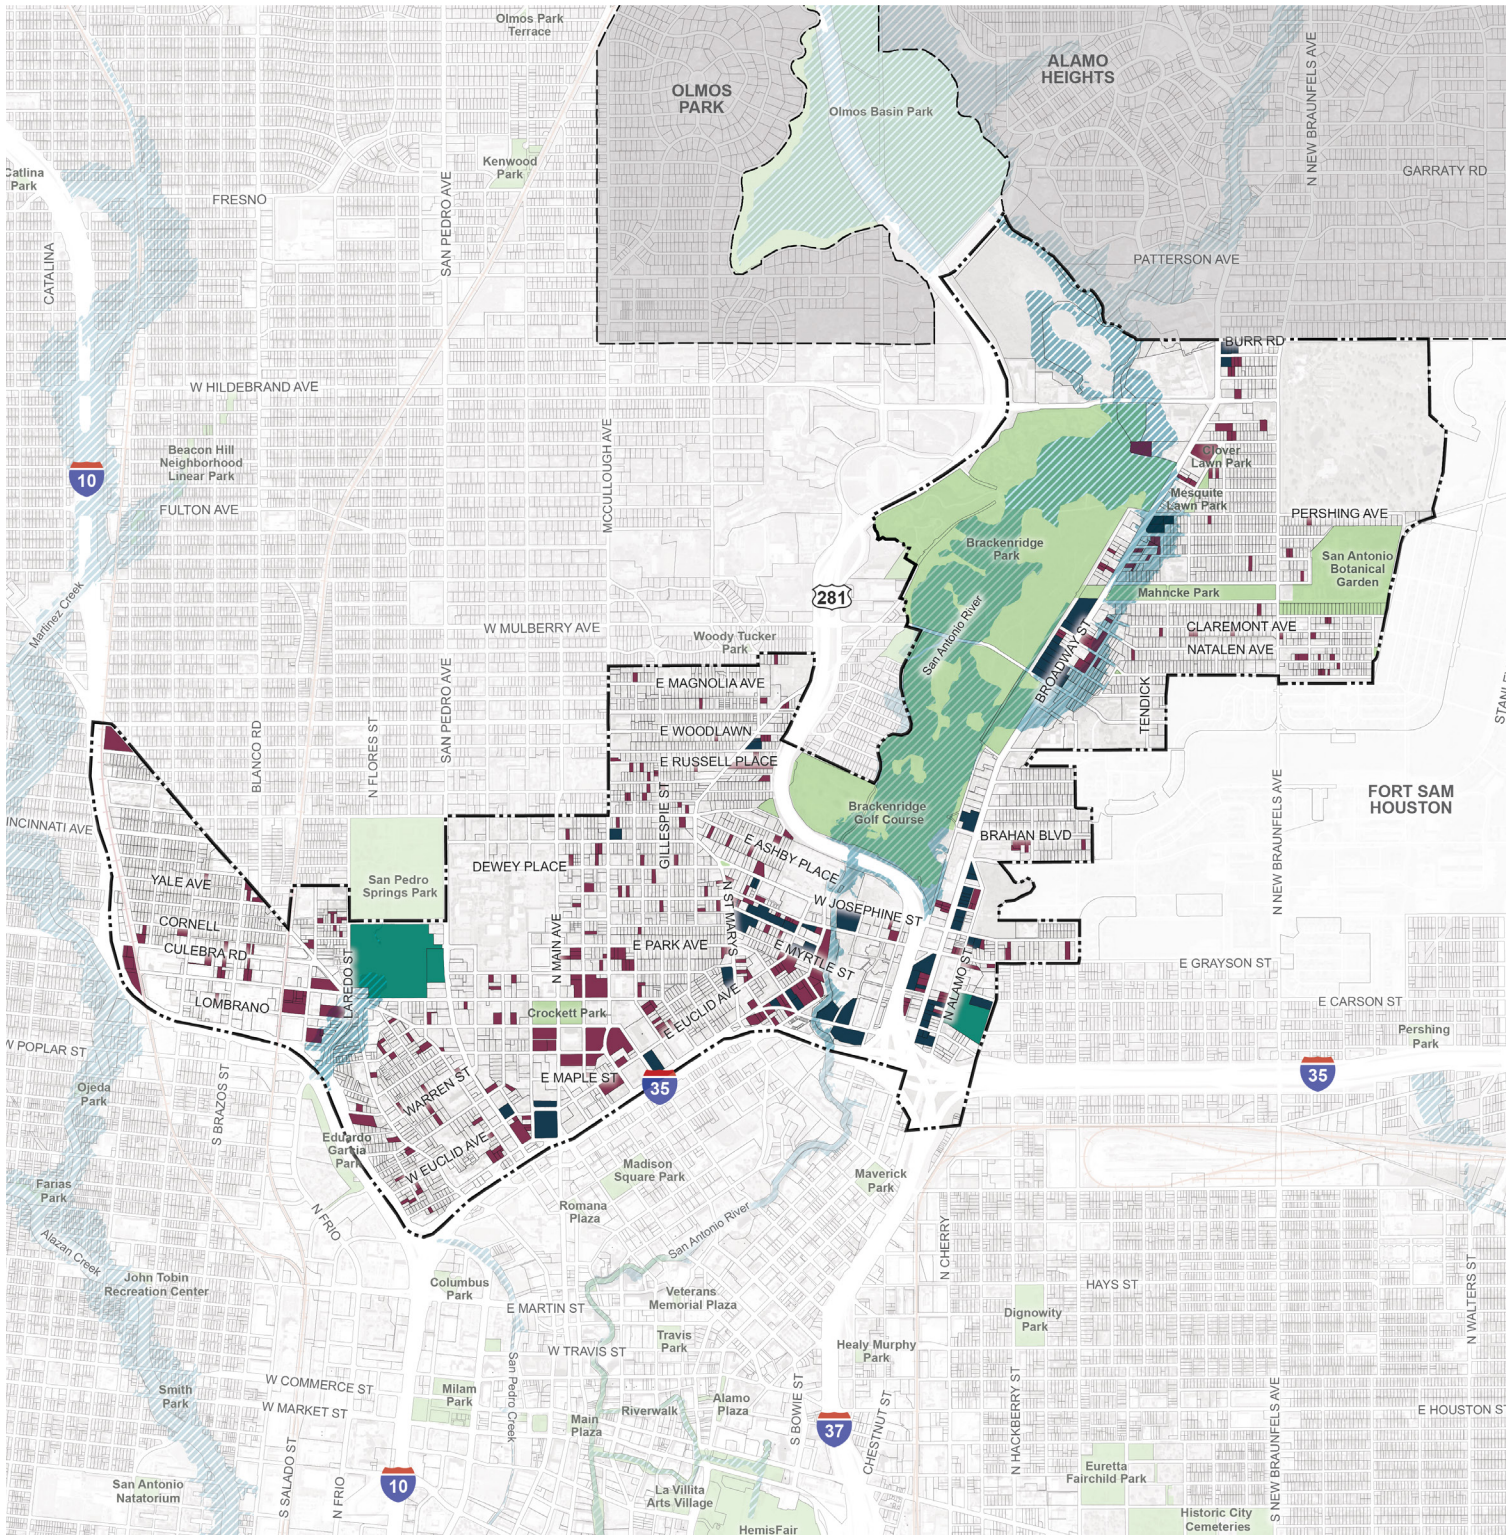 Olmos Park
Terrace
OLMOS
PARK
ALAMO
HEIGHTS
Olmos Basin Park
N NEW BRAUNFELS AVE
GARRATY RD
Kenwood
Park
Catlina
Park
FRESNO
SAN PEDRO AVE
CATALINA
PATTERSON AVE
BURR RD
W HILDEBRAND AVE
MCCULLOUGH AVE
Beacon Hill
Neighborhood
Linear Park
10
Clover
Lawn Park
Mesquite
Lawn Park
FULTON AVE
PERSHING AVE
Brackenridge
Park
San Antonio
Botanical
Garden
Martinez Creek
281
Mahncke Park
San Antonio River
W MULBERRY AVE
Woody Tucker
Park
CLAREMONT AVE
NATALEN AVE
BROADWAY ST
E MAGNOLIA AVE
SAN PEDRO AVE
TENDICK
BLANCO RD
N FLORES ST
E WOODLAWN
E RUSSELL PLACE
GILLESPIE ST
N NEW BRAUNFELS AVE
FORT SAM
HOUSTON
Brackenridge
Golf Course
INCINNATI AVE
BRAHAN BLVD
E ASHBY PLACE
DEWEY PLACE
San Pedro
Springs Park
YALE AVE
N ST MARYS
W JOSEPHINE ST
CORNELL
CULEBRA RD
N MAIN AVE
E PARK AVE
E MYRTLE ST
LAREDO ST
E GRAYSON ST
N ALAMO ST
LOMBRANO
E EUCLID AVE
Crockett Park
E CARSON ST
Pershing
Park
W POPLAR ST
E MAPLE ST
35
35
Ojeda
Park
WARREN ST
S BRAZOS ST
Eduardo
Garcia
Park
W EUCLID AVE
Madison
Square Park
Maverick
Park
Farias
Park
Romana
Plaza
N FRIO
San Antonio River
N CHERRY
Alazan Creek
John Tobin
Recreation Center
Columbus
Park
HAYS ST
Veterans
Memorial Plaza
E MARTIN ST
Dignowity
Park
N WALTERS ST
Travis
Park
W TRAVIS ST
Healy Murphy
Park
San Pedro Creek
W COMMERCE ST
Smith
Park
Milam
Park
W MARKET ST
Alamo
Plaza
Riverwalk
Main
Plaza
S BOWIE ST
CHESTNUT ST
N HACKBERRY ST
S NEW BRAUNFELS AVE
E HOUSTON ST
37
S SALADO ST
N FRIO
10
San Antonio
Natatorium
Euretta
Fairchild Park
La Villita
Arts Village
Historic City
Cemeteries
HemisFair